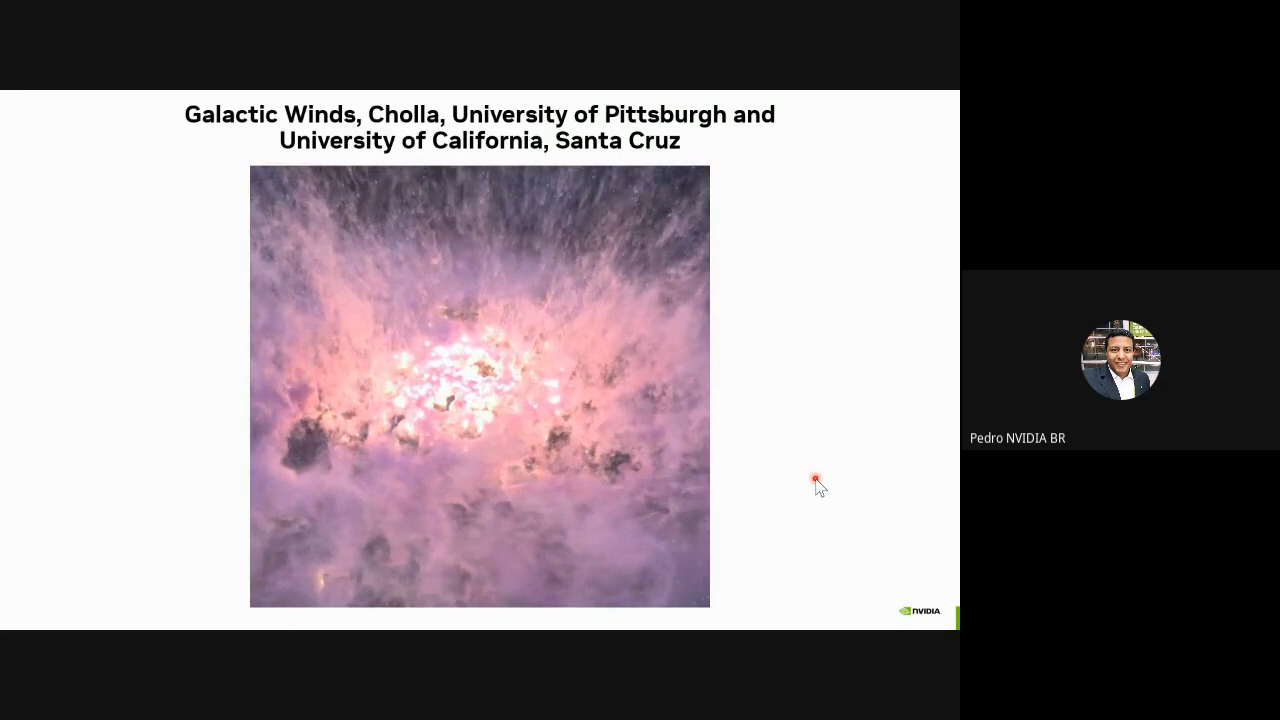 Galactic Winds, Cholla, University of Pittsburgh and
University of California, Santa Cruz
NVIDIA
Pedro NVIDIA BR